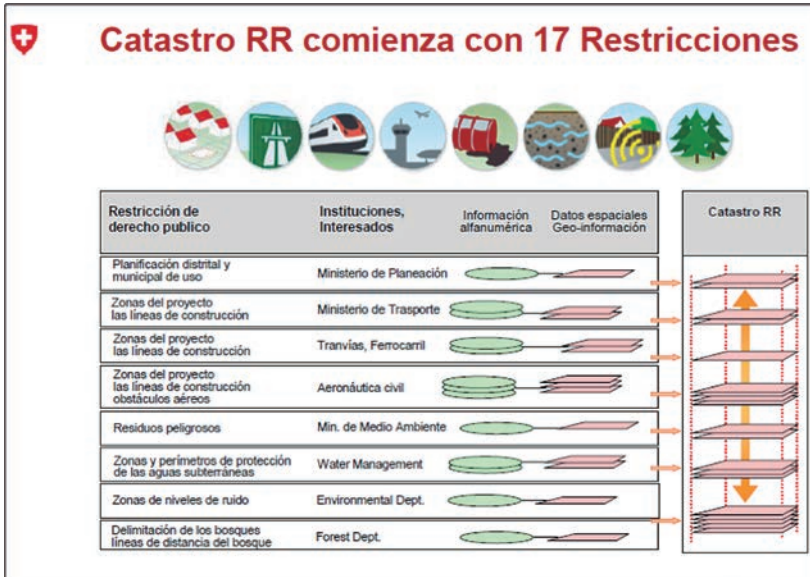 Catastro RR comienza con 17 Restricciones
Restricción de
derecho publico
Instituciones,
Interesados
Información
alfanumérica
Datos espaciales
Geo-información
Catastro RR
Planificación distrital y
municipal de uso
Ministerio de Planeación
Zonas del proyecto
las líneas de construcción
Ministerio de Trasporte
Zonas del proyecto
las líneas de construcción
Tranvías, Ferrocarril
Zonas del proyecto
las líneas de construcción
obstáculos aéreos
Aeronáutica civil
Residuos peligrosos
Min. de Medio Ambiente
Zonas y perímetros de protección
de las aguas subterráneas
Water Management
Zonas de niveles de ruido
Environmental Dept.
Delimitación de los bosques
líneas de distancia del bosque
Forest Dept.